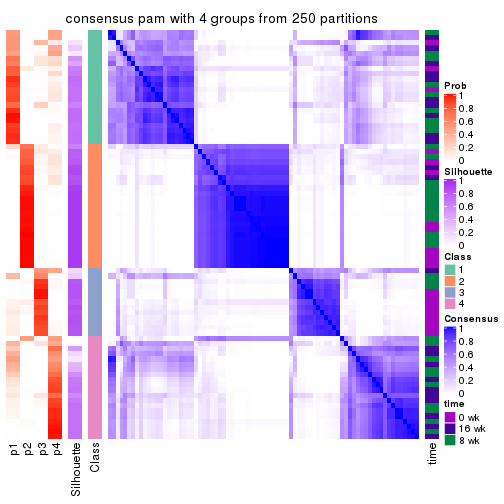 consensus pam with 4 groups from 250 partitions
Prob
1
0.8
0.6
0.4
0.2
0
Silhouette
1
0.8
0.6
0.4
0.2
0
Class
1
2
3
4
Consensus
1
0.8
0.6
0.4
0.2
0
time
0 wk
16 wk
8 wk
p1
p2
p3
p4
Silhouette
Class
time